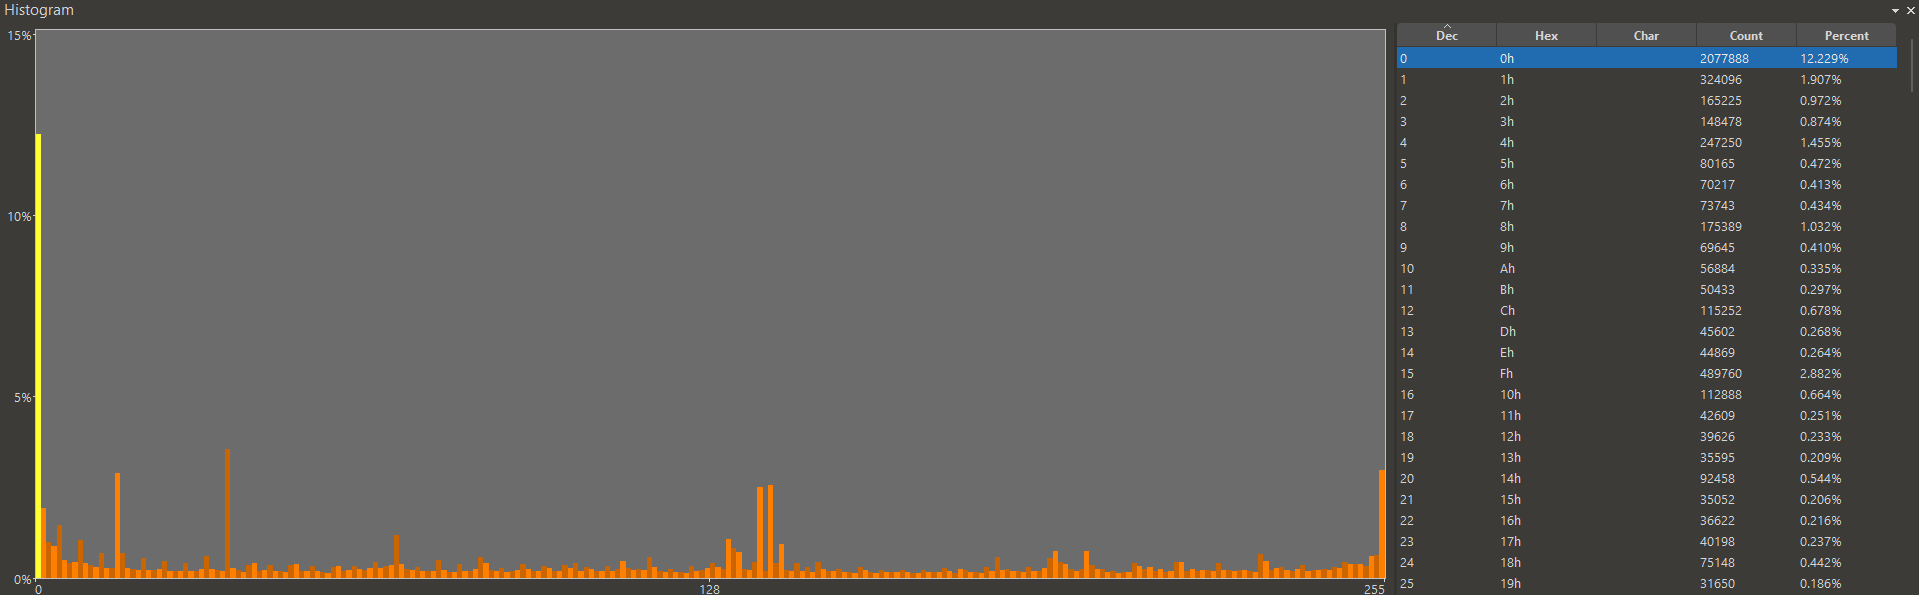 Histogram
15%
10%
5%
0%
0 128 255
Dec Hex Char Count Percent
0 0h 2077888 12.229%
1 1h 324096 1.907%
2 2h 165225 0.972%
3 3h 148478 0.874%
4 4h 247250 1.455%
5 5h 80165 0.472%
6 6h 70217 0.413%
7 7h 73743 0.434%
8 8h 175389 1.032%
9 9h 69645 0.410%
10 Ah 56884 0.335%
11 Bh 50433 0.297%
12 Ch 115252 0.678%
13 Dh 45602 0.268%
14 Eh 44869 0.264%
15 Fh 489760 2.882%
16 10h 112888 0.664%
17 11h 42609 0.251%
18 12h 39626 0.233%
19 13h 35595 0.209%
20 14h 92458 0.544%
21 15h 35052 0.206%
22 16h 36622 0.216%
23 17h 40198 0.237%
24 18h 75148 0.442%
25 19h 31650 0.186%